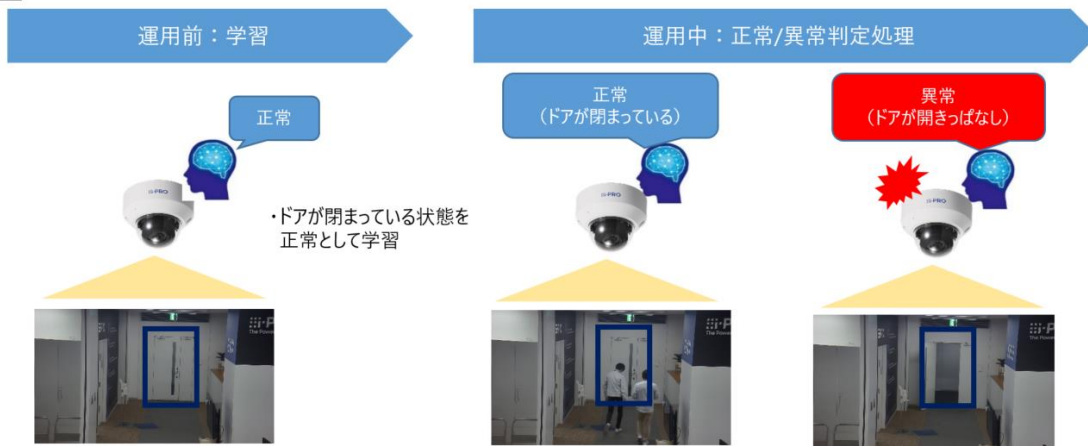 運用前：学習
運用中：正常/異常判定処理
正常
正常
（ドアが閉まっている）
異常
（ドアが開きっぱなし）
i-PRO
i-PRO
i-PRO
・ドアが閉まっている状態を
正常として学習